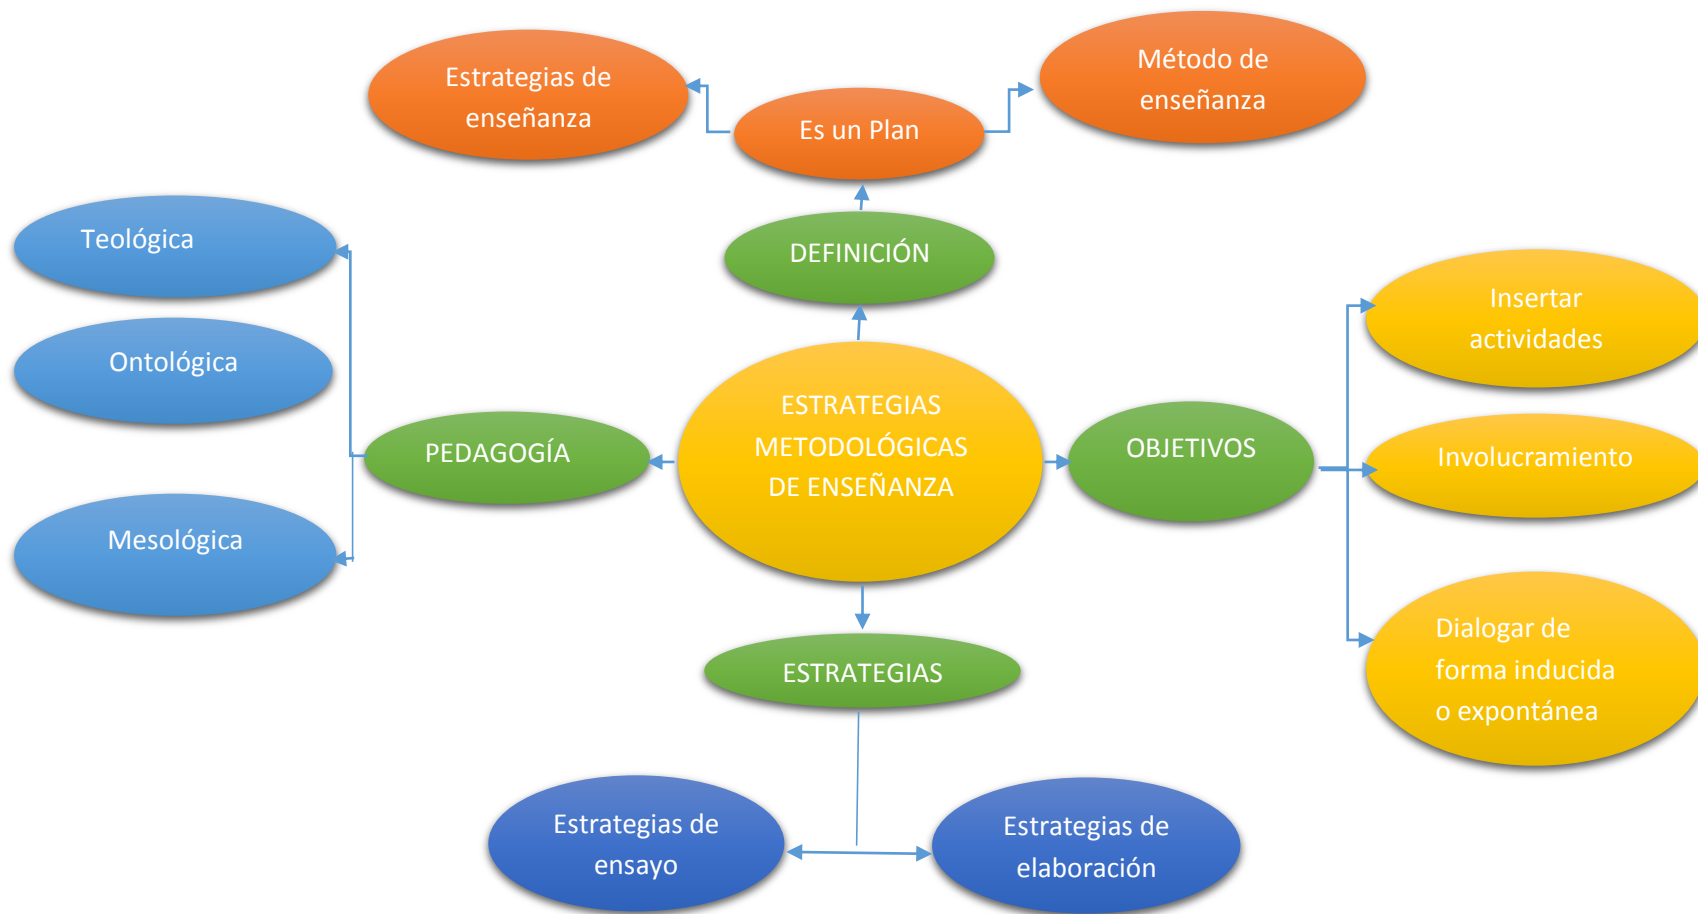 Estrategias de
enseñanza
Es un Plan
Método de
enseñanza
Teológica
DEFINICIÓN
Insertar
actividades
Ontológica
ESTRATEGIAS
METODOLÓGICAS
DE ENSEÑANZA
PEDAGOGÍA
OBJETIVOS
Involucramiento
Mesológica
Dialogar de
forma inducida
o expontánea
ESTRATEGIAS
Estrategias de
ensayo
Estrategias de
elaboración